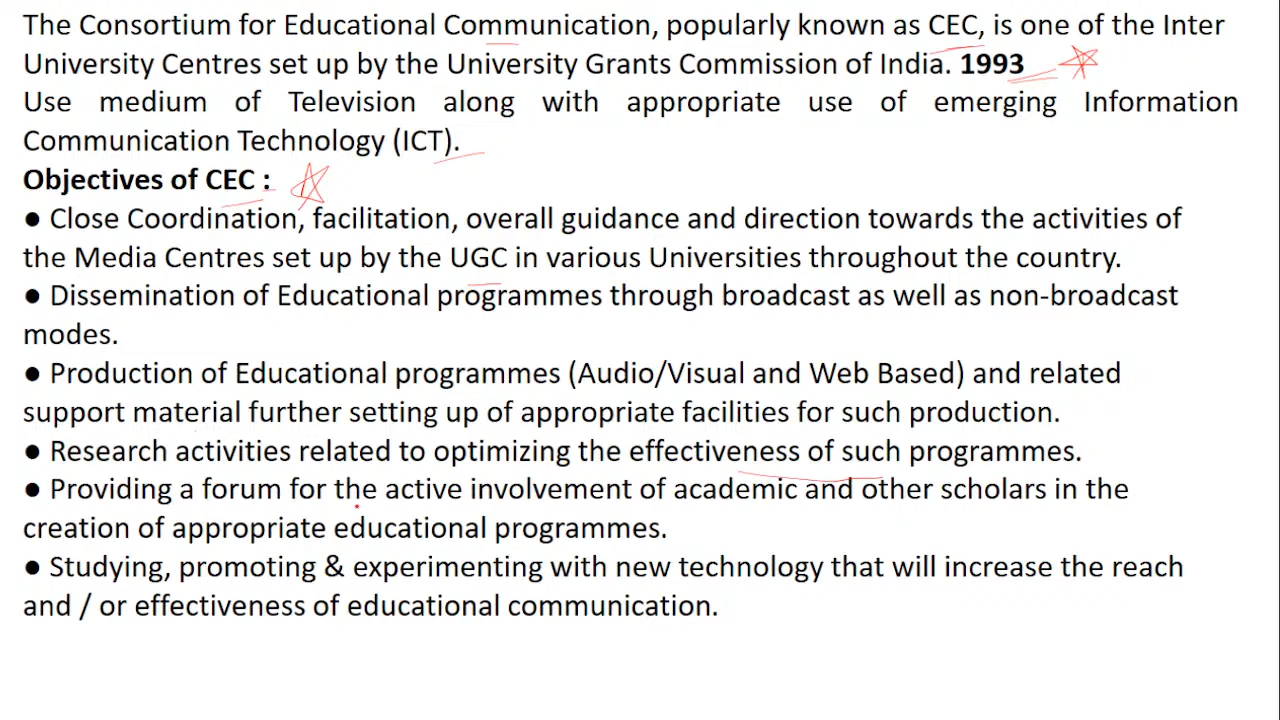 The Consortium for Educational Communication, popularly known as CEC, is one of the Inter
University Centres set up by the University Grants Commission of India. 1993
Use medium of Television along with appropriate use of emerging Information
Communication Technology (ICT).
Objectives of CEC :
● Close Coordination, facilitation, overall guidance and direction towards the activities of
the Media Centres set up by the UGC in various Universities throughout the country.
● Dissemination of Educational programmes through broadcast as well as non-broadcast
modes.
● Production of Educational programmes (Audio/Visual and Web Based) and related
support material further setting up of appropriate facilities for such production.
● Research activities related to optimizing the effectiveness of such programmes.
● Providing a forum for the active involvement of academic and other scholars in the
creation of appropriate educational programmes.
● Studying, promoting & experimenting with new technology that will increase the reach
and / or effectiveness of educational communication.